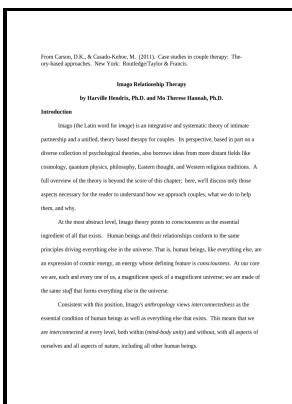 From Carson, D.K., & Casado-Kehoe, M. (2011). Case studies in couple therapy: The-
ory-based approaches. New York: Routledge/Taylor & Francis.
Imago Relationship Therapy
by Harville Hendrix, Ph.D. and Mo Therese Hannah, Ph.D.
Introduction
Imago (the Latin word for image) is an integrative and systematic theory of intimate
partnership and a unified, theory based therapy for couples. Its perspective, based in part on a
diverse collection of psychological theories, also borrows ideas from more distant fields like
cosmology, quantum physics, philosophy, Eastern thought, and Western religious traditions. A
full overview of the theory is beyond the score of this chapter; here, we'll discuss only those
aspects necessary for the reader to understand how we approach couples, what we do to help
them, and why.
At the most abstract level, Imago theory points to consciousness as the essential
ingredient of all that exists. Human beings and their relationships conform to the same
principles driving everything else in the universe. That is, human beings, like everything else, are
an expression of cosmic energy, an energy whose defining feature is consciousness. At our core
we are, each and every one of us, a magnificent speck of a magnificent universe; we are made of
the same stuff that forms everything else in the universe.
Consistent with this position, Imago's anthropology views interconnectedness as the
essential condition of human beings as well as everything else that exists. This means that we
are interconnected at every level, both within (mind-body unity) and without, with all aspects of
ourselves and all aspects of nature, including all other human beings.